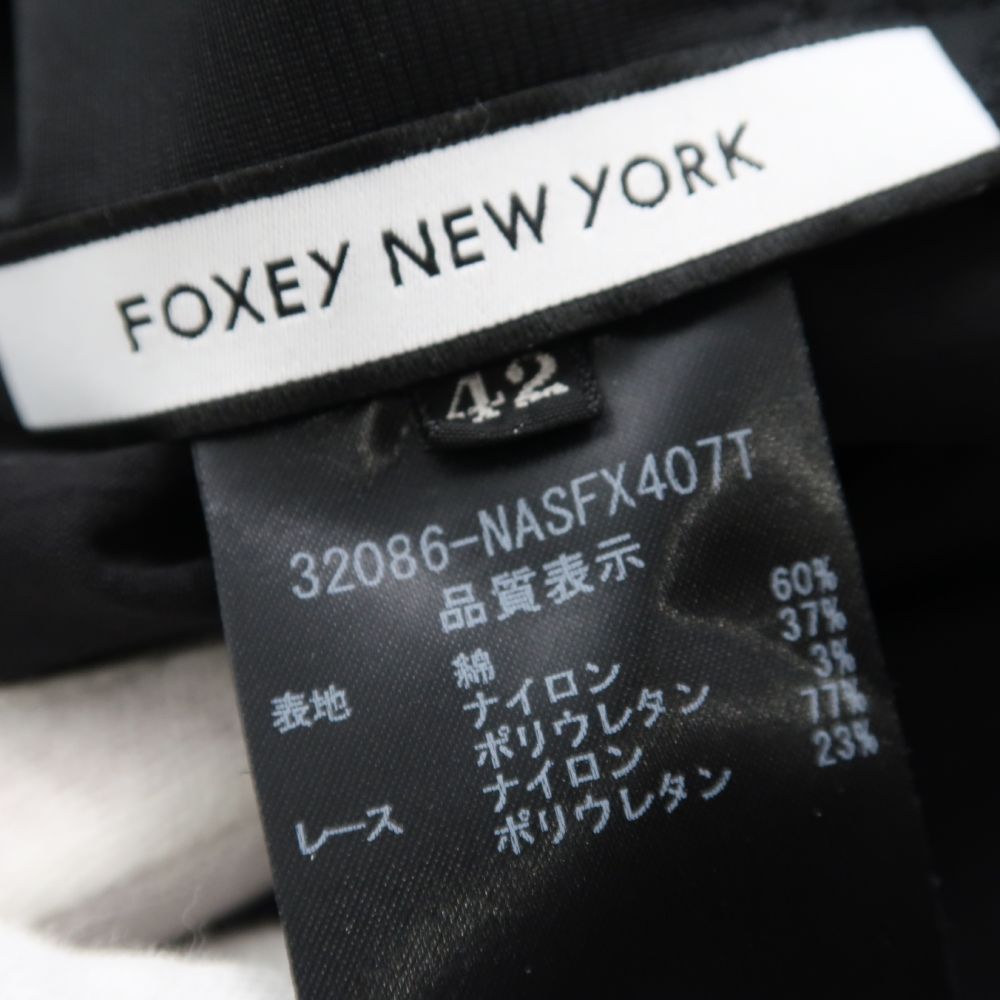 FOXEY NEW YORK
42
32086-NASFX407T
品質表示
表地 綿 60%
ナイロン 37%
ポリウレタン 3%
レース ナイロン 77%
ポリウレタン 23%